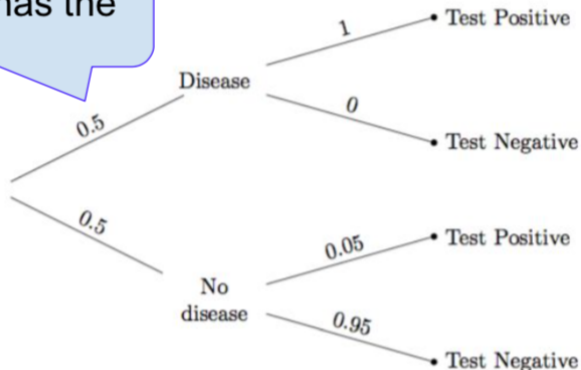 has the
1
Test Positive
Disease
0
0.5
Test Negative
0.5
0.05
Test Positive
No
disease
0.95
Test Negative